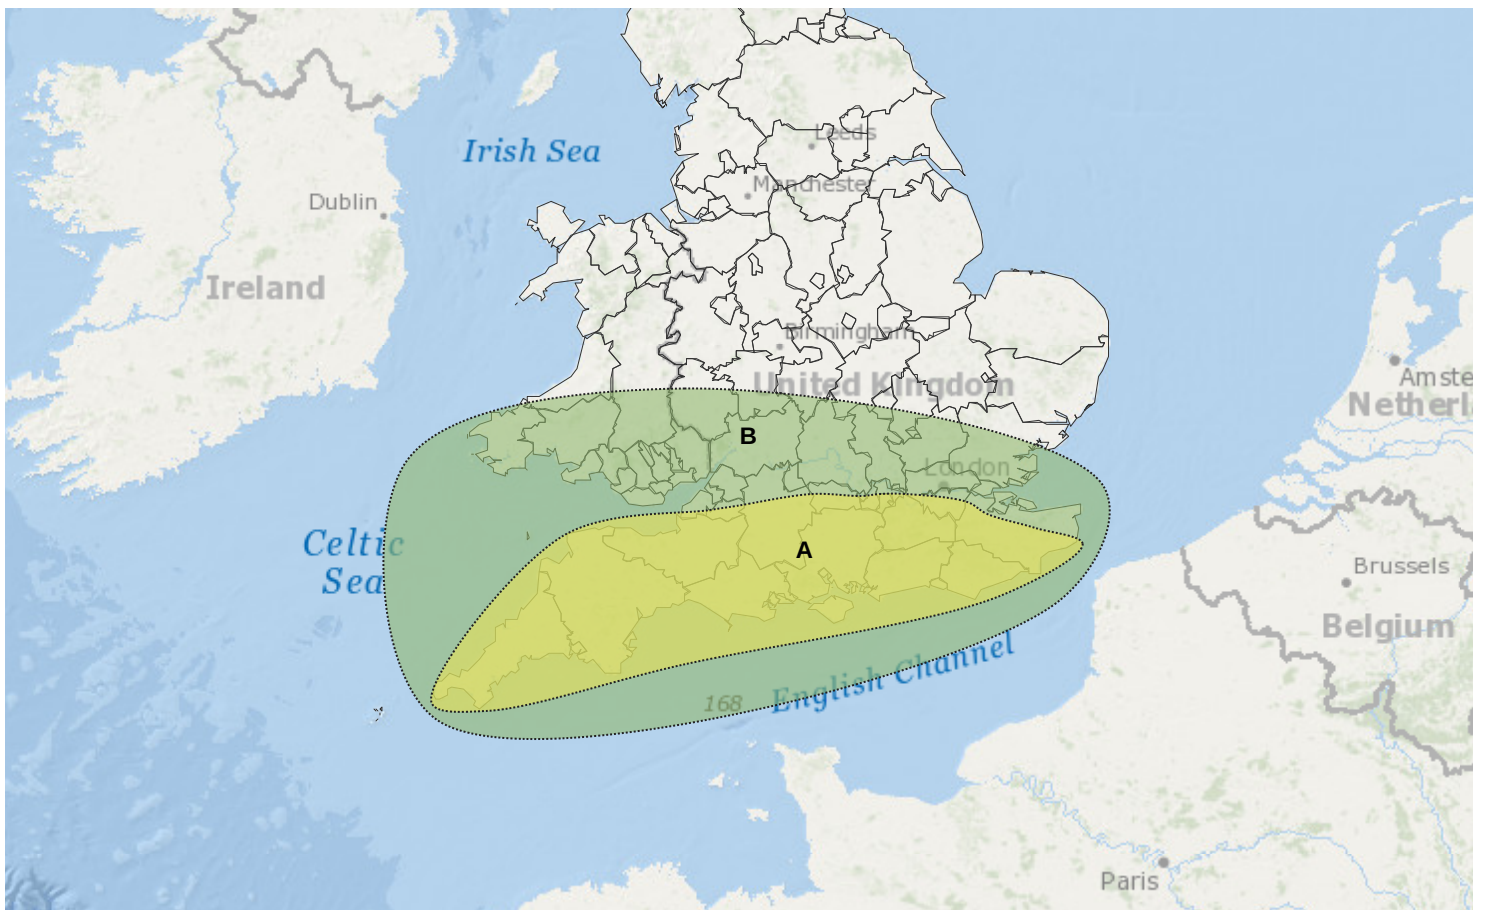 Leeds
Irish Sea
Manchester
Dublin
Ireland
Birmingham
United Kingdom
Amste
Netherl
B
London
Celtic
Sea
A
Brussels
Belgium
English Channel
168
Paris